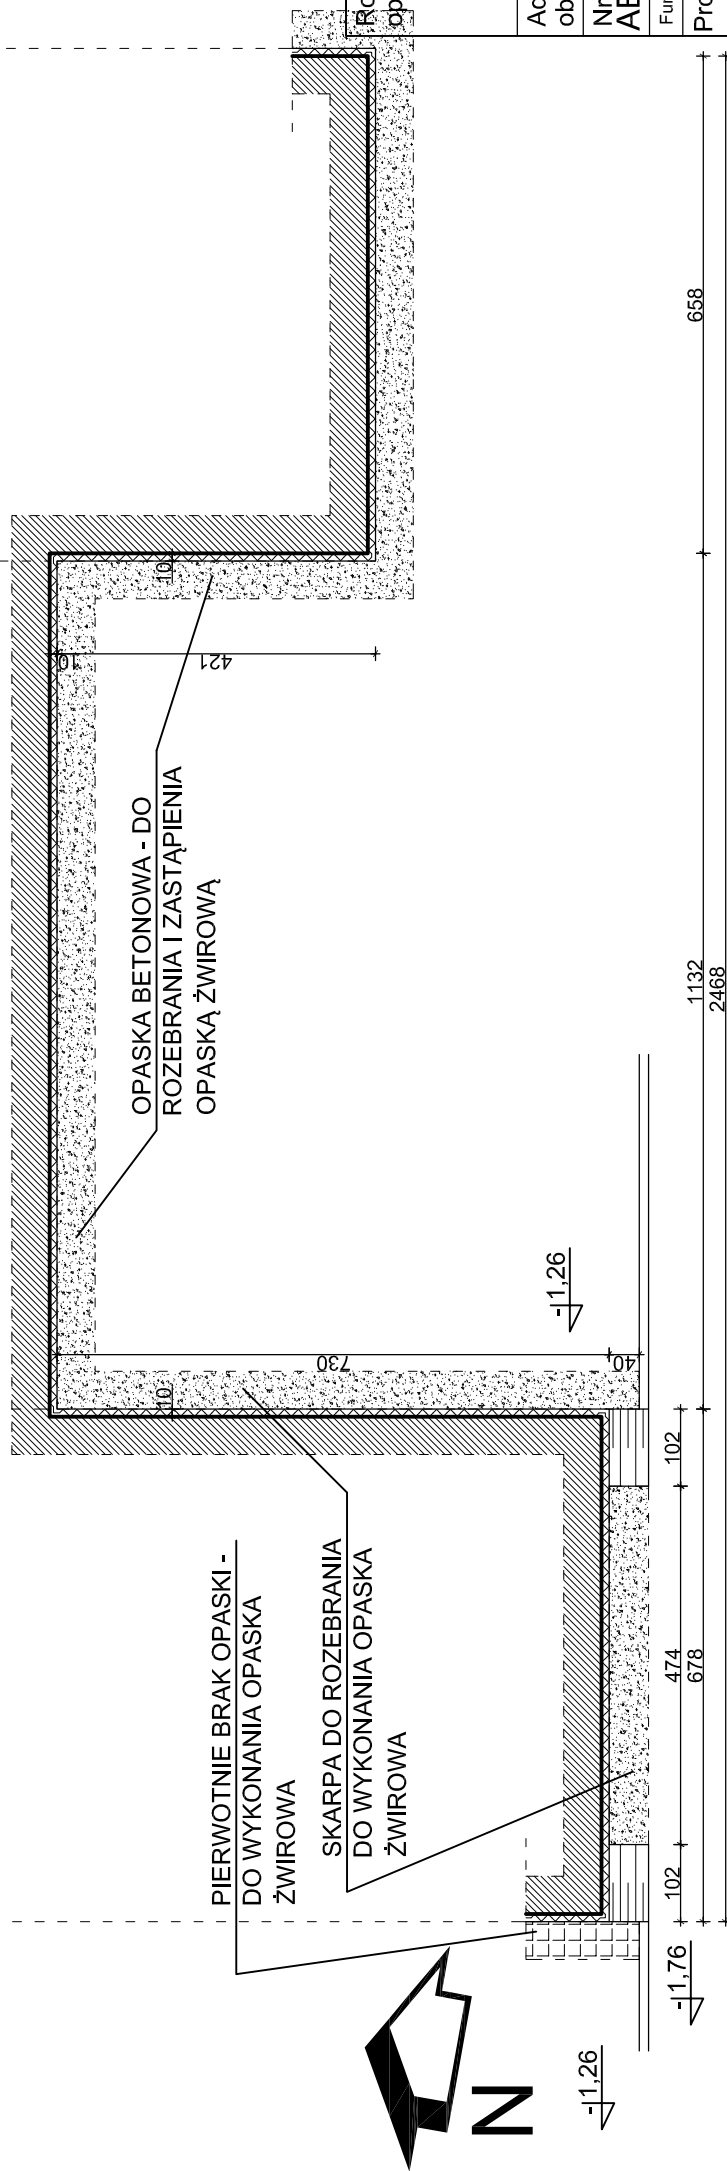 PIERWOTNIE BRAK OPASKI -
DO WYKONANIA OPASKA
ŻWIROWA
SKARPA DO ROZEBRANIA
DO WYKONANIA OPASKA
ŻWIROWA
OPASKA BETONOWA - DO
ROZEBRANIA I ZASTĄPIENIA
OPASKĄ ŻWIROWĄ
10
421
10
730
40
10
-1,26
-1,26
-1,76
N
102
474
102
678
1132
658
2468
Nr
Pro